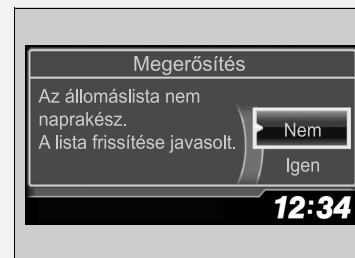 Megerősítés
Az állomáslista nem
naprakész.
A lista frissítése javasolt.
Nem
Igen
12:34